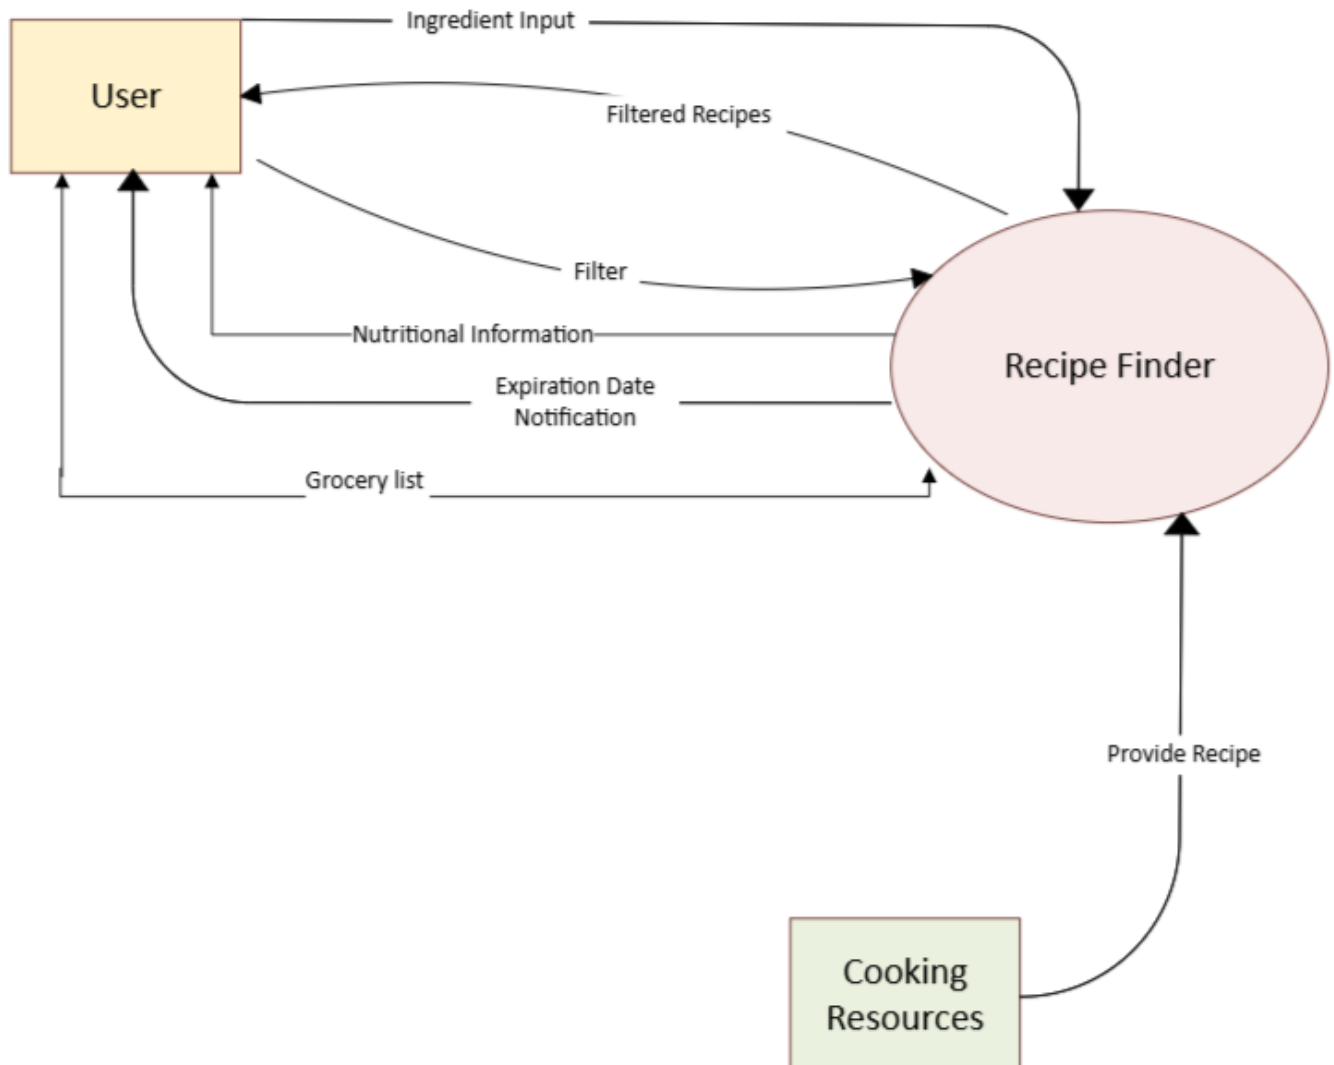 Ingredient Input
User
Filtered Recipes
Filter
Nutritional Information
Recipe Finder
Expiration Date
Notification
Grocery list
Provide Recipe
Cooking
Resources